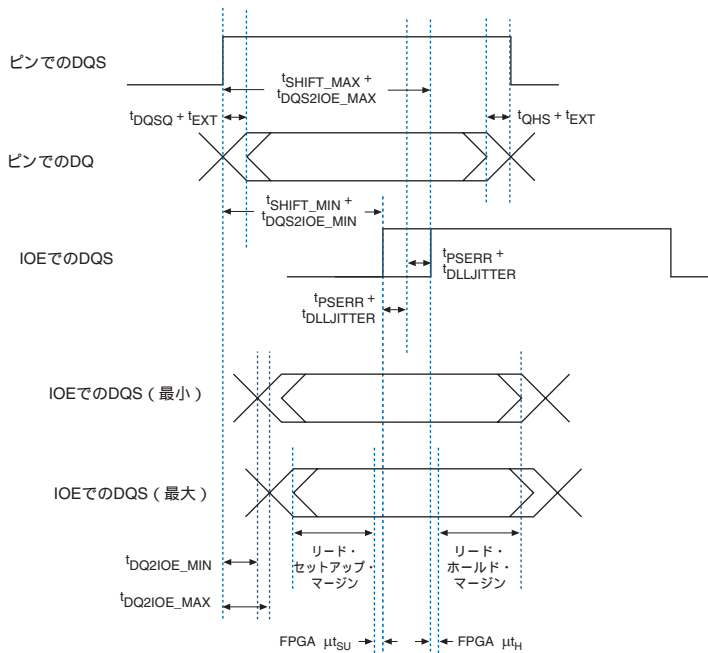 ピンでのDQS
tSHIFT_MAX +
tDQS2IOE_MAX
tDQSQ + tEXT
tQHS + tEXT
ピンでのDQ
tSHIFT_MIN +
tDQS2IOE_MIN
IOEでのDQS
tPSERR +
tDLLJITTER
tPSERR +
tDLLJITTER
IOEでのDQS(最小)
IOEでのDQS(最大)
tDQ2IOE_MIN
リード・
セットアップ・
マージン
リード・
ホールド・
マージン
tDQ2IOE_MAX
FPGA μtSU
FPGA μtH